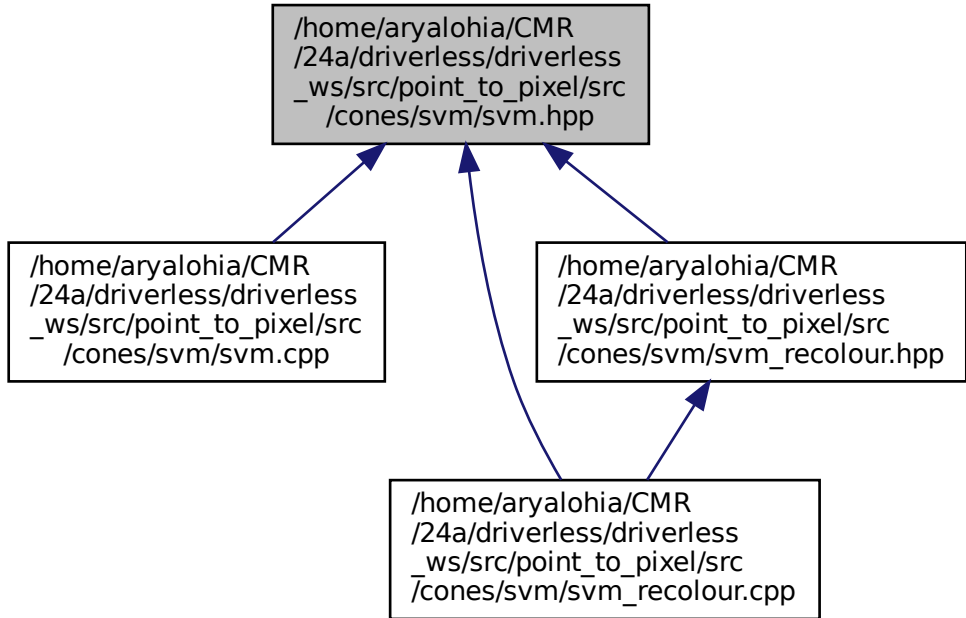 /home/aryalohia/CMR
/24a/driverless/driverless
_ws/src/point_to_pixel/src
/cones/svm/svm.hpp
/home/aryalohia/CMR
/24a/driverless/driverless
_ws/src/point_to_pixel/src
/cones/svm/svm.cpp
/home/aryalohia/CMR
/24a/driverless/driverless
_ws/src/point_to_pixel/src
/cones/svm/svm_recolour.hpp
/home/aryalohia/CMR
/24a/driverless/driverless
_ws/src/point_to_pixel/src
/cones/svm/svm_recolour.cpp